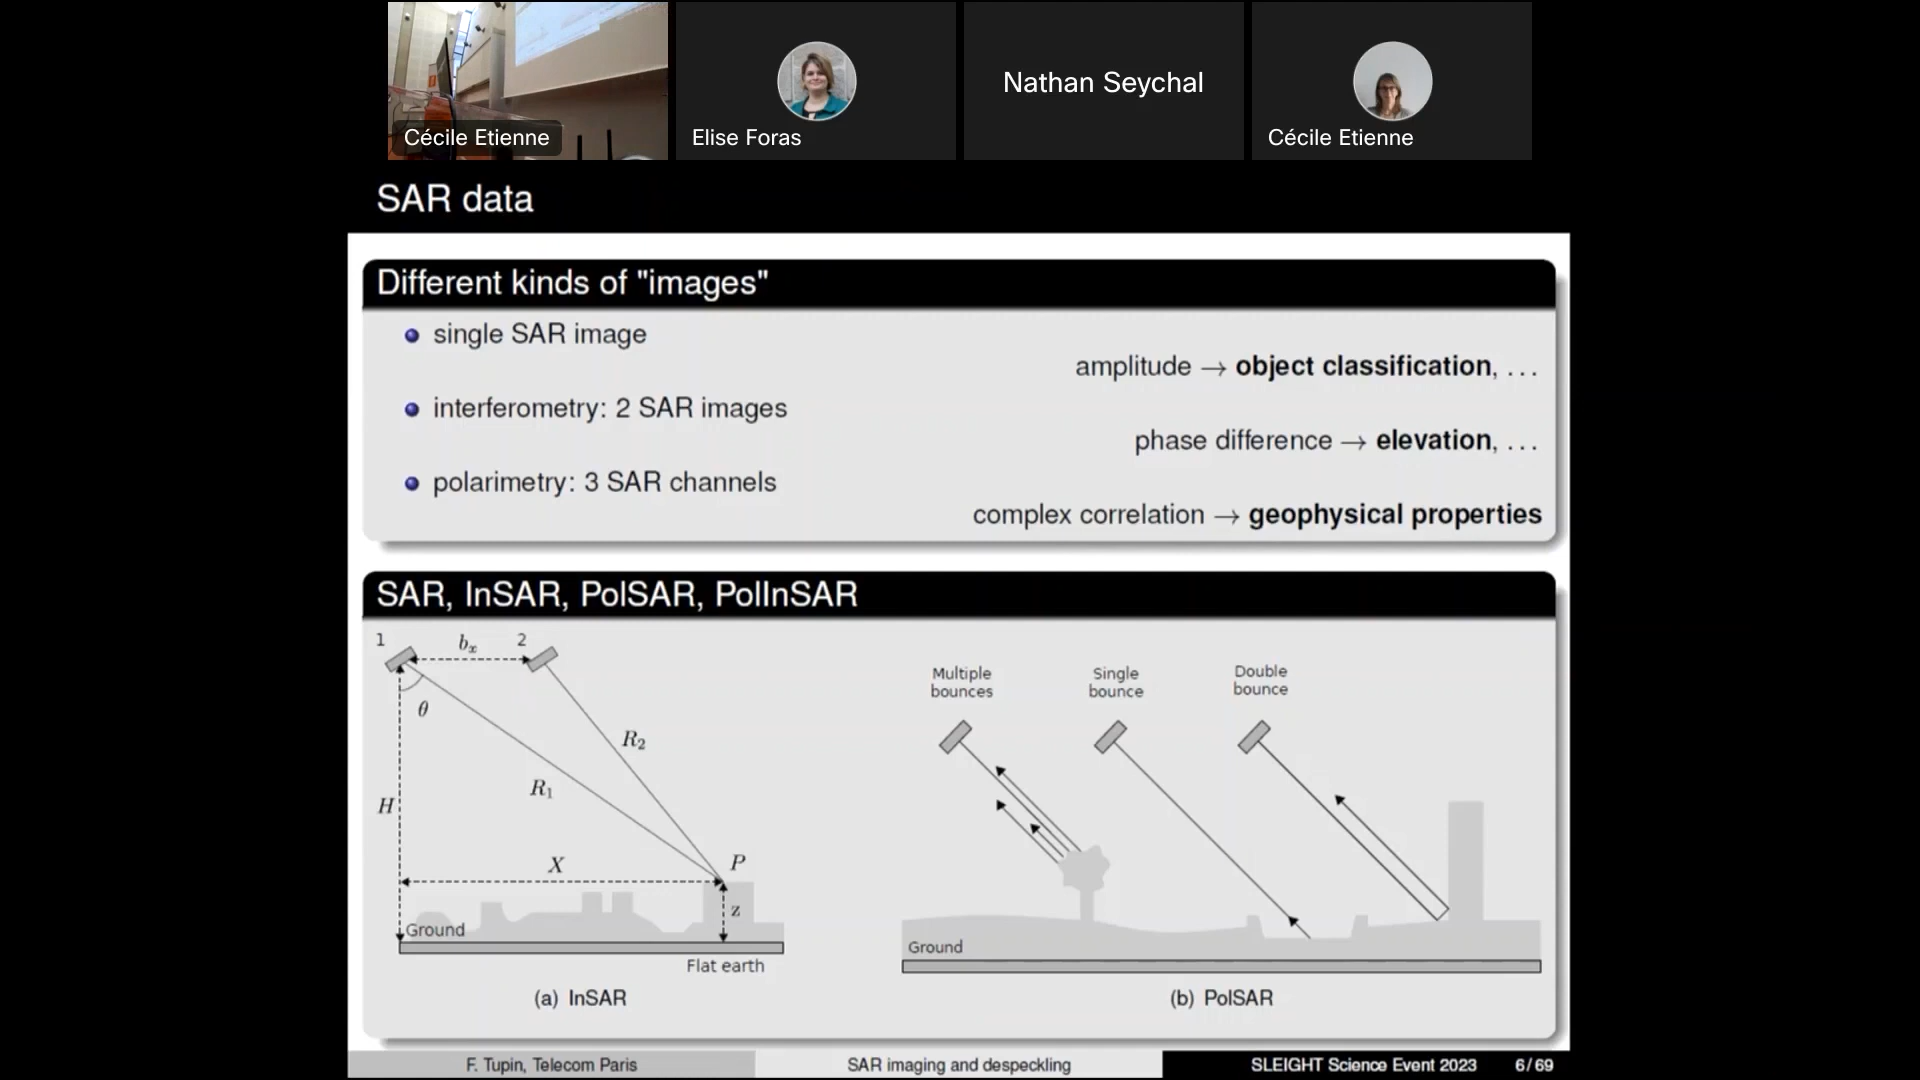 Cécile Etienne
Elise Foras
Nathan Seychal
Cécile Etienne
SAR data
Different kinds of "images"
single SAR image
amplitude → object classification, ...
interferometry: 2 SAR images
phase difference → elevation, ...
polarimetry: 3 SAR channels
complex correlation → geophysical properties
SAR, InSAR, PolSAR, PolInSAR
1
bₓ
2
θ
R₂
R₁
H
X
P
z
Ground
Flat earth
(a) InSAR
Multiple
bounces
Single
bounce
Double
bounce
Ground
(b) PolSAR
F. Tupin, Telecom Paris
SAR imaging and despeckling
SLEIGHT Science Event 2023
6/69